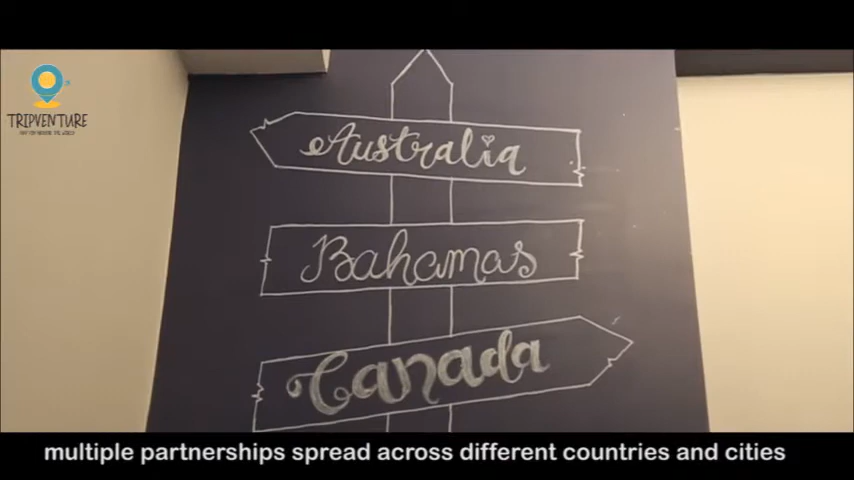 TRIPVENTURE
Australia
Bahamas
Canada
multiple partnerships spread across different countries and cities